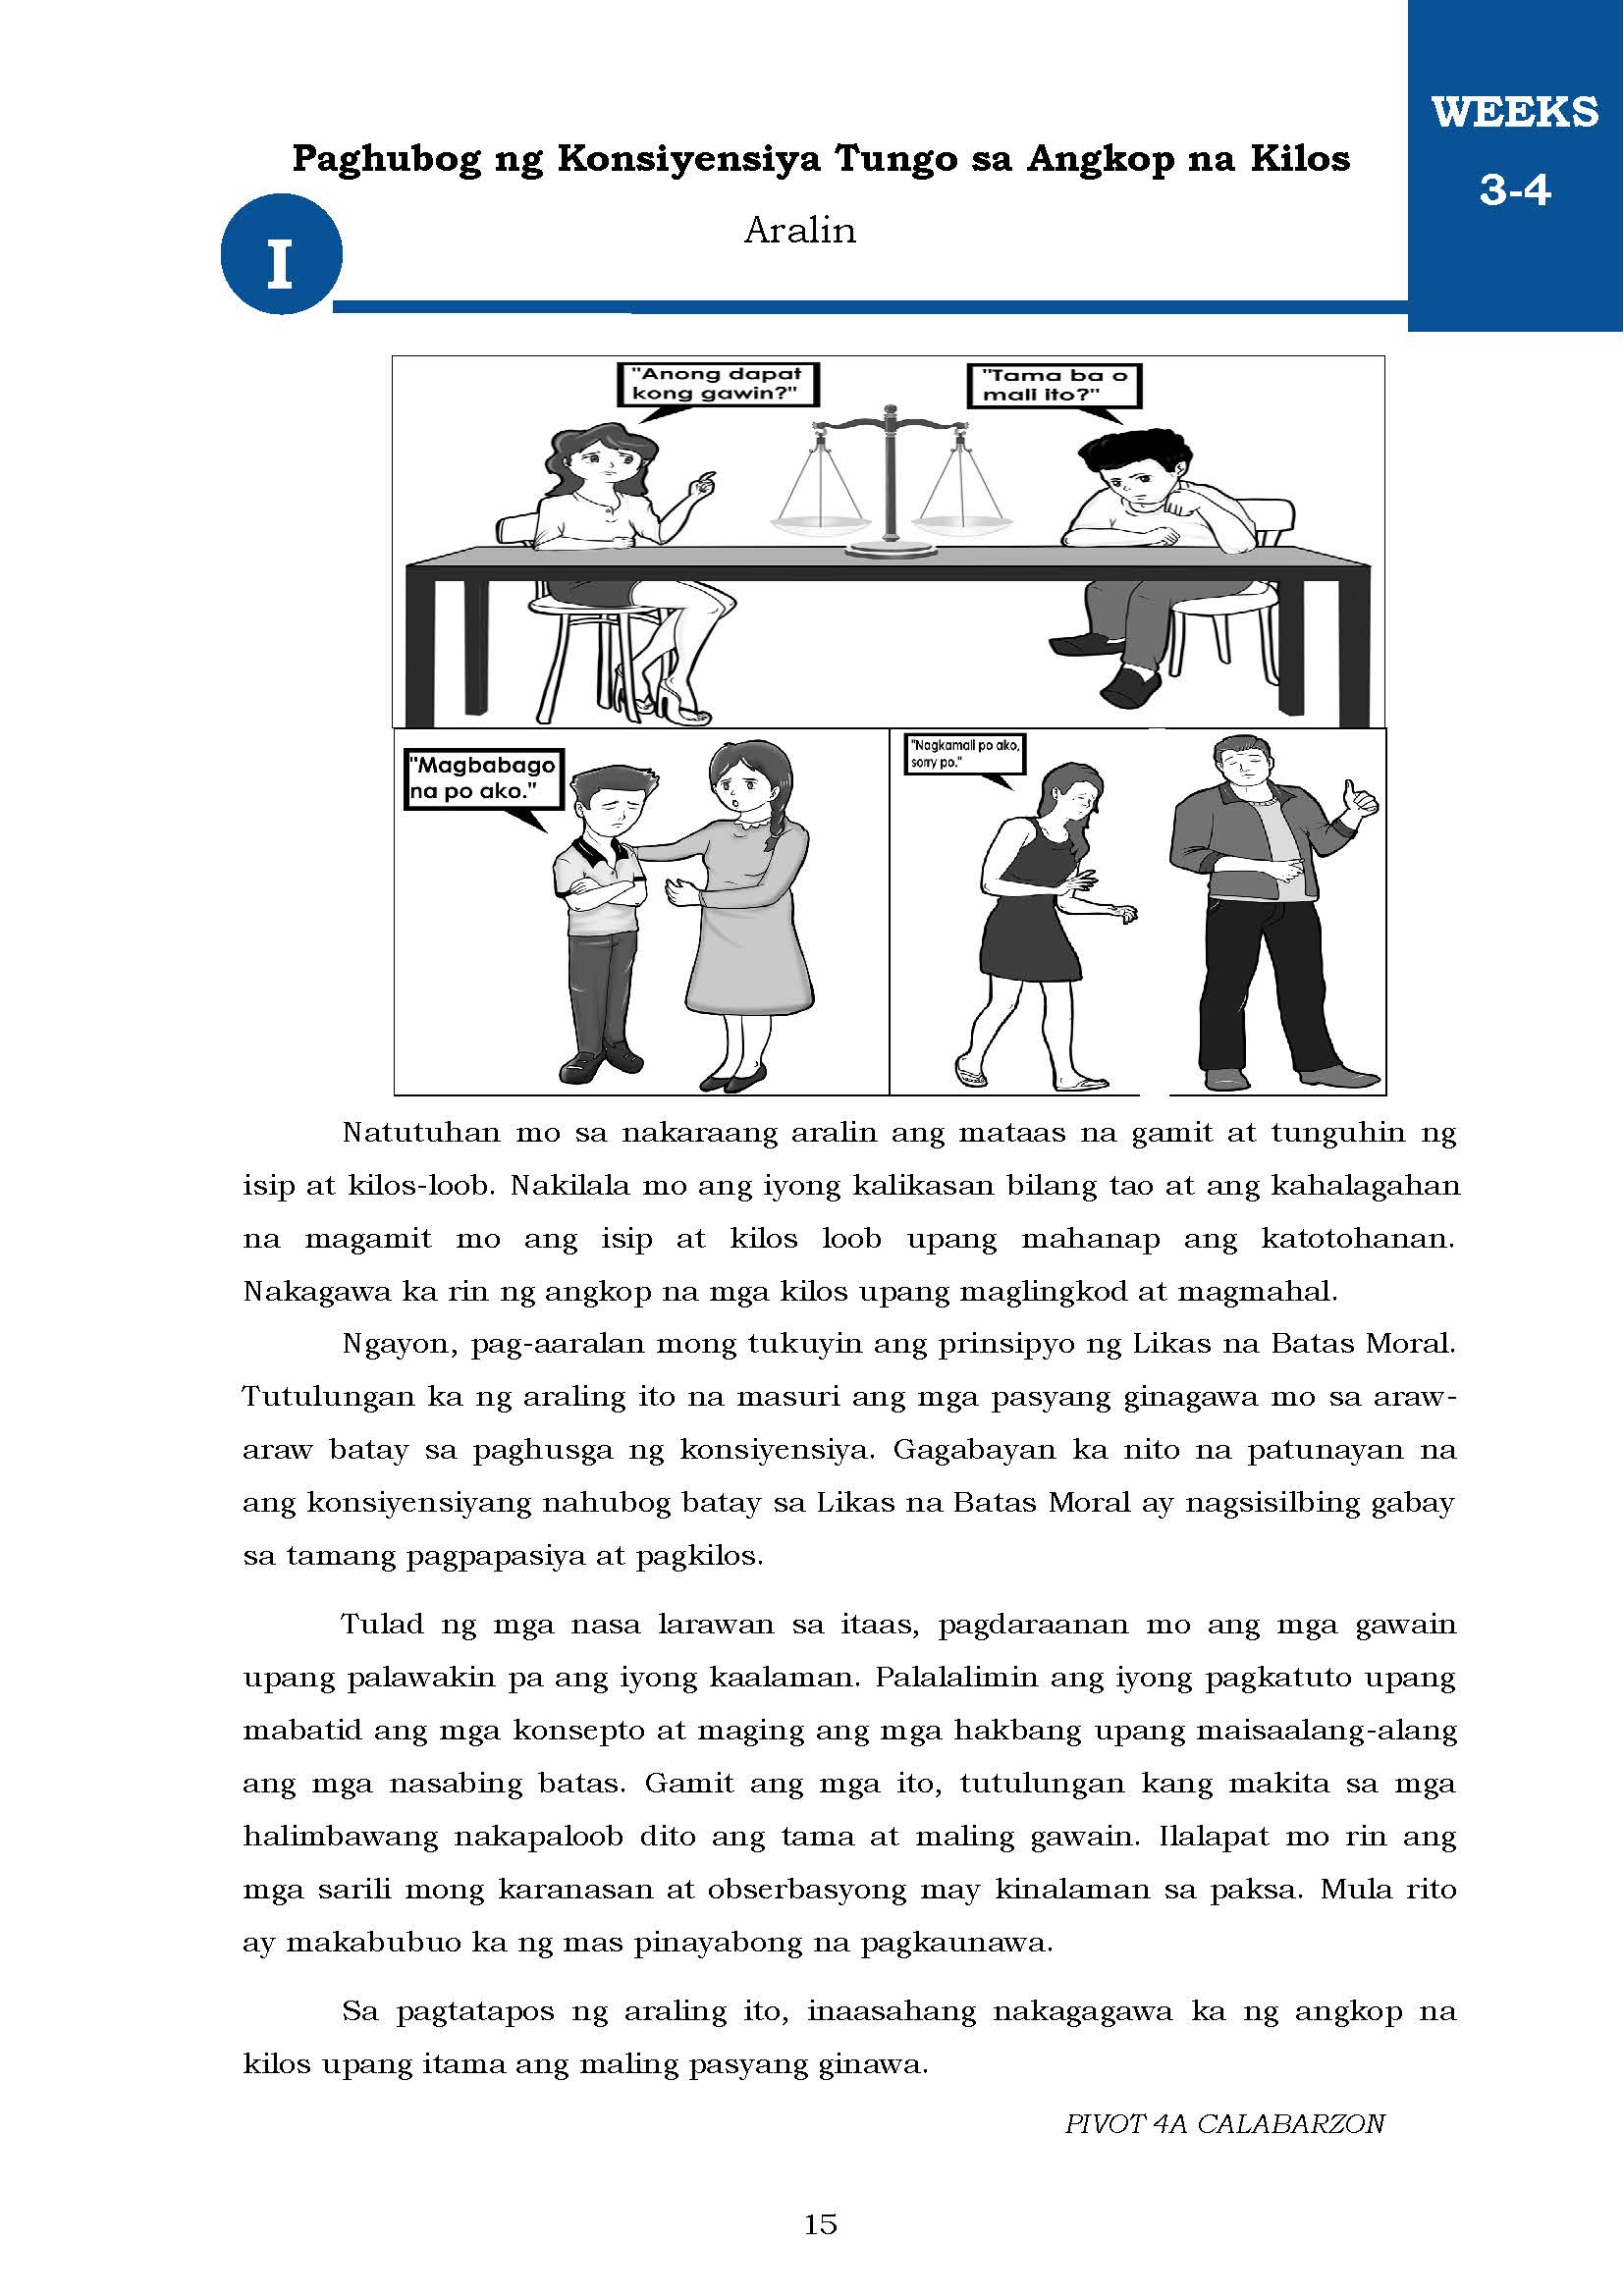 WEEKS
3-4
Paghubog ng Konsiyensiya Tungo sa Angkop na Kilos
Aralin
I
"Anong dapat
kong gawin?"
"Tama ba o
mali ito?"
"Magbabago
na po ako."
"Nagkamali po ako,
sorry po."
Natutuhan mo sa nakaraang aralin ang mataas na gamit at tunguhin ng
isip at kilos-loob. Nakilala mo ang iyong kalikasan bilang tao at ang kahalagahan
na magamit mo ang isip at kilos loob upang mahanap ang katotohanan.
Nakagawa ka rin ng angkop na mga kilos upang maglingkod at magmahal.
Ngayon, pag-aaralan mong tukuyin ang prinsipyo ng Likas na Batas Moral.
Tutulungan ka ng araling ito na masuri ang mga pasyang ginagawa mo sa araw-
araw batay sa paghusga ng konsiyensiya. Gagabayan ka nito na patunayan na
ang konsiyensiyang nahubog batay sa Likas na Batas Moral ay nagsisilbing gabay
sa tamang pagpapasiya at pagkilos.
Tulad ng mga nasa larawan sa itaas, pagdaraanan mo ang mga gawain
upang palawakin pa ang iyong kaalaman. Palalalimin ang iyong pagkatuto upang
mabatid ang mga konsepto at maging ang mga hakbang upang maisaalang-alang
ang mga nasabing batas. Gamit ang mga ito, tutulungan kang makita sa mga
halimbawang nakapaloob dito ang tama at maling gawain. Ilalapat mo rin ang
mga sarili mong karanasan at obserbasyong may kinalaman sa paksa. Mula rito
ay makabubuo ka ng mas pinayabong na pagkaunawa.
Sa pagtatapos ng araling ito, inaasahang nakagagawa ka ng angkop na
kilos upang itama ang maling pasyang ginawa.
PIVOT 4A CALABARZON
15